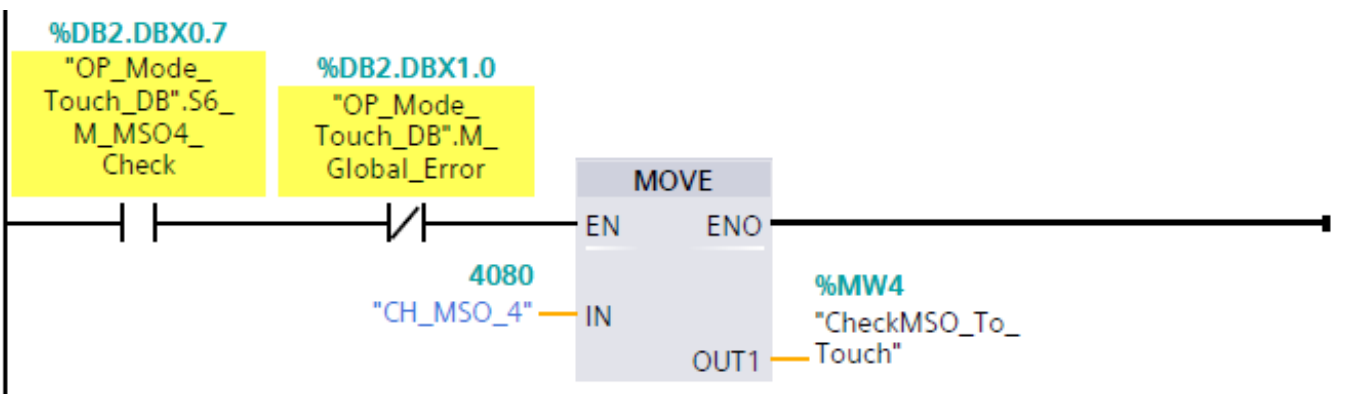 %DB2.DBX0.7
"OP_Mode_
Touch_DB".S6_
M_MSO4_
Check
%DB2.DBX1.0
"OP_Mode_
Touch_DB".M_
Global_Error
MOVE
EN ENO
4080
"CH_MSO_4"
IN
%MW4
"CheckMSO_To_
Touch"
OUT1